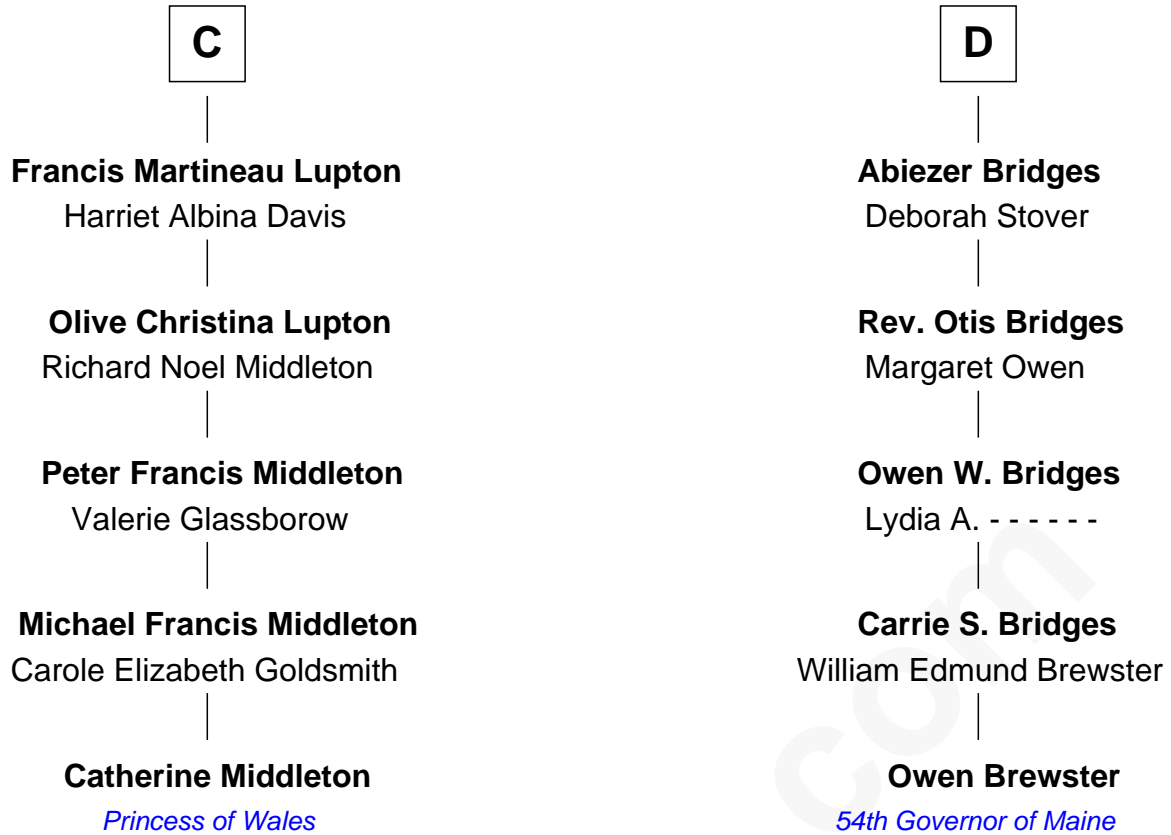 C
Francis Martineau Lupton
Harriet Albina Davis
Olive Christina Lupton
Richard Noel Middleton
Peter Francis Middleton
Valerie Glassborow
Michael Francis Middleton
Carole Elizabeth Goldsmith
Catherine Middleton
Princess of Wales
D
Abiezer Bridges
Deborah Stover
Rev. Otis Bridges
Margaret Owen
Owen W. Bridges
Lydia A. - - - - - -
Carrie S. Bridges
William Edmund Brewster
Owen Brewster
54th Governor of Maine
com